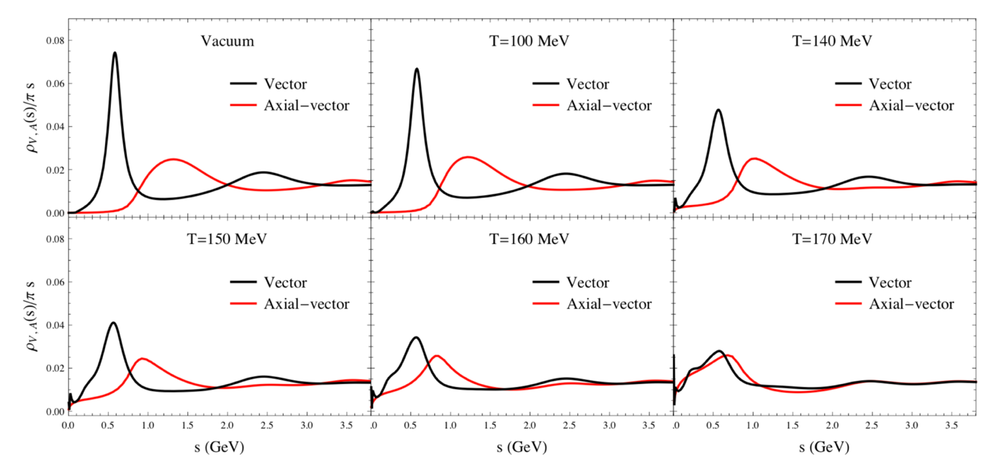 Vacuum T=100 MeV T=140 MeV
0.08
Vector Vector Vector
0.06
Axial−vector Axial−vector Axial−vector
ρV,A(s)/π s
0.04
0.02
0.00
T=150 MeV T=160 MeV T=170 MeV
0.08
Vector Vector Vector
0.06
Axial−vector Axial−vector Axial−vector
ρV,A(s)/π s
0.04
0.02
0.00
0.0 0.5 1.0 1.5 2.0 2.5 3.0 .0 0.5 1.0 1.5 2.0 2.5 3.0 .0 0.5 1.0 1.5 2.0 2.5 3.0 3.5
s (GeV) s (GeV) s (GeV)